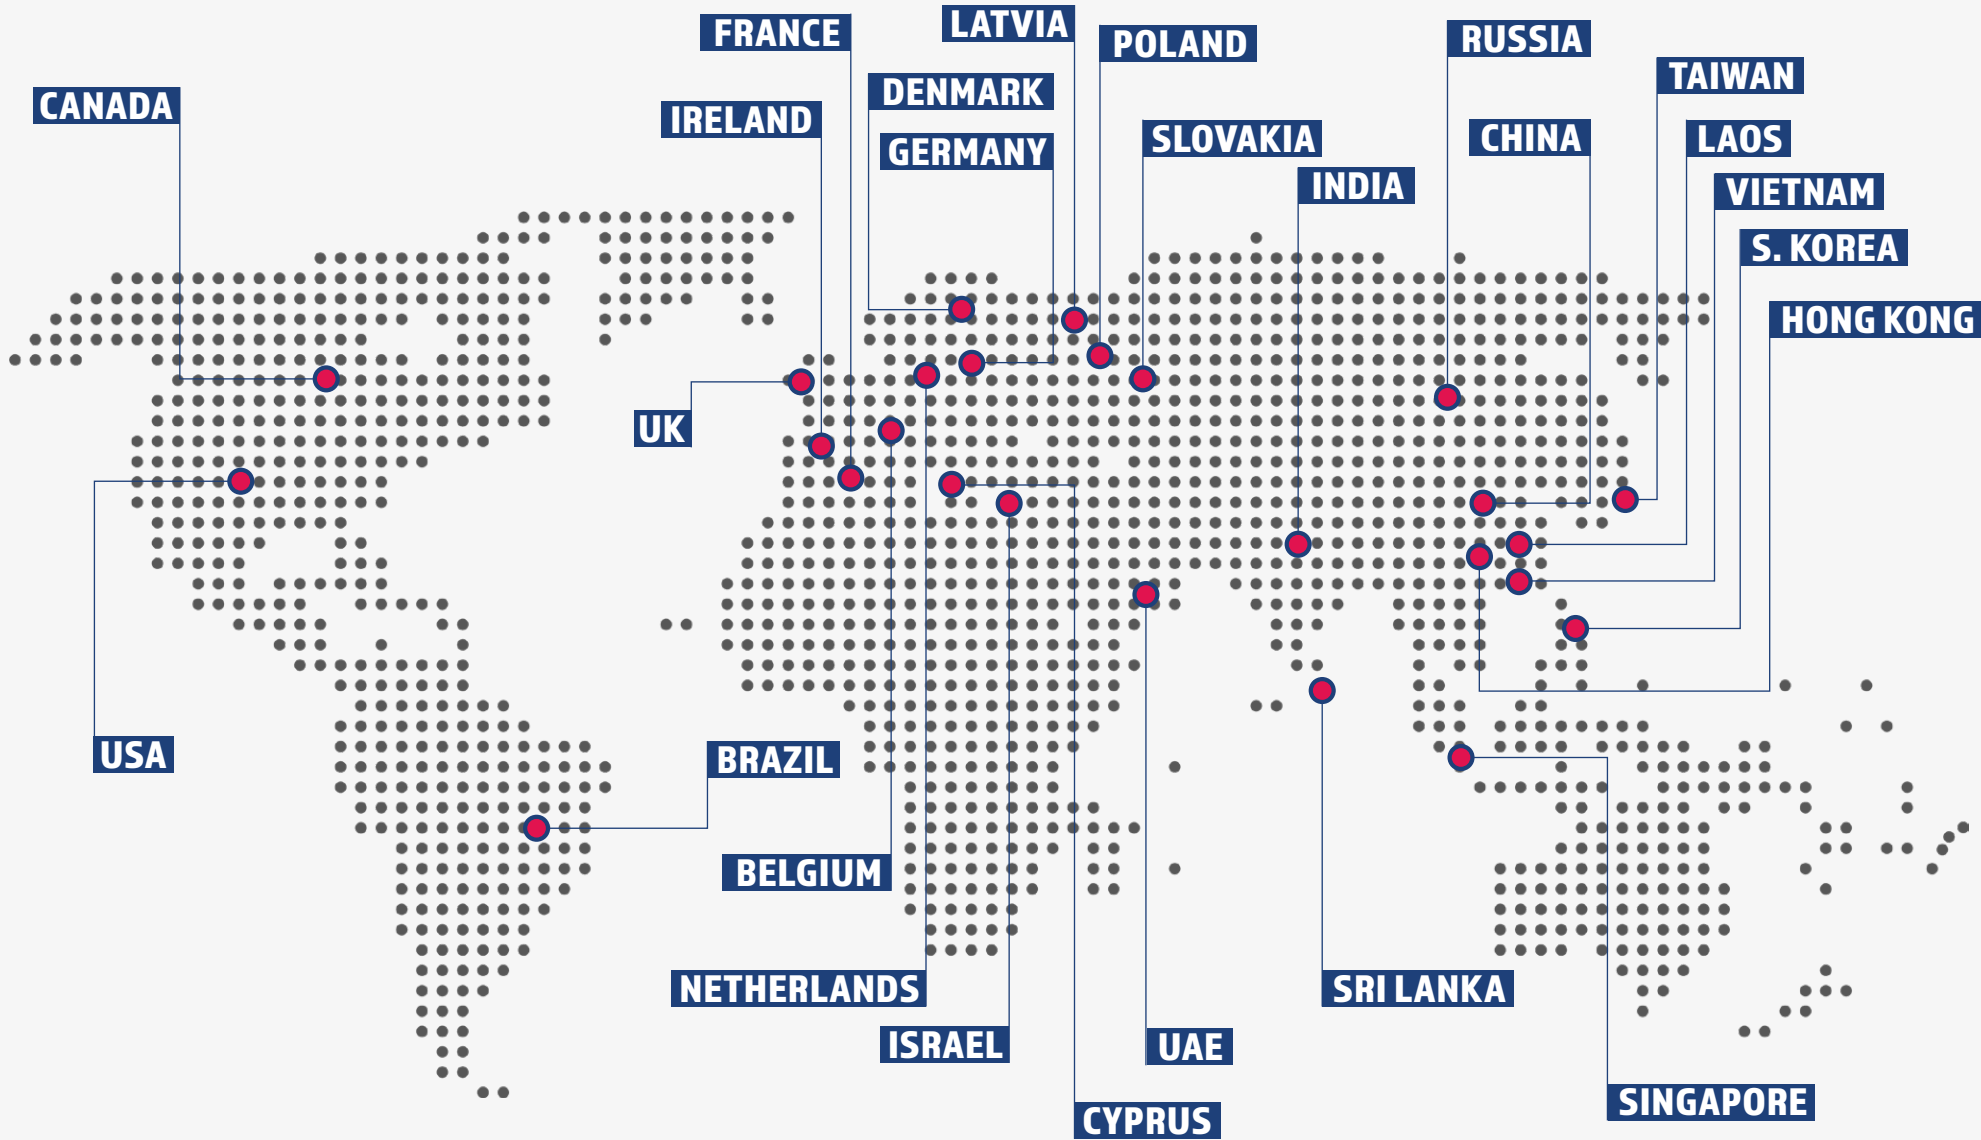 LATVIA
FRANCE
POLAND
RUSSIA
TAIWAN
DENMARK
CANADA
IRELAND
SLOVAKIA
CHINA
LAOS
GERMANY
INDIA
VIETNAM
S. KOREA
HONG KONG
UK
USA
BRAZIL
BELGIUM
NETHERLANDS
SRI LANKA
ISRAEL
UAE
SINGAPORE
CYPRUS